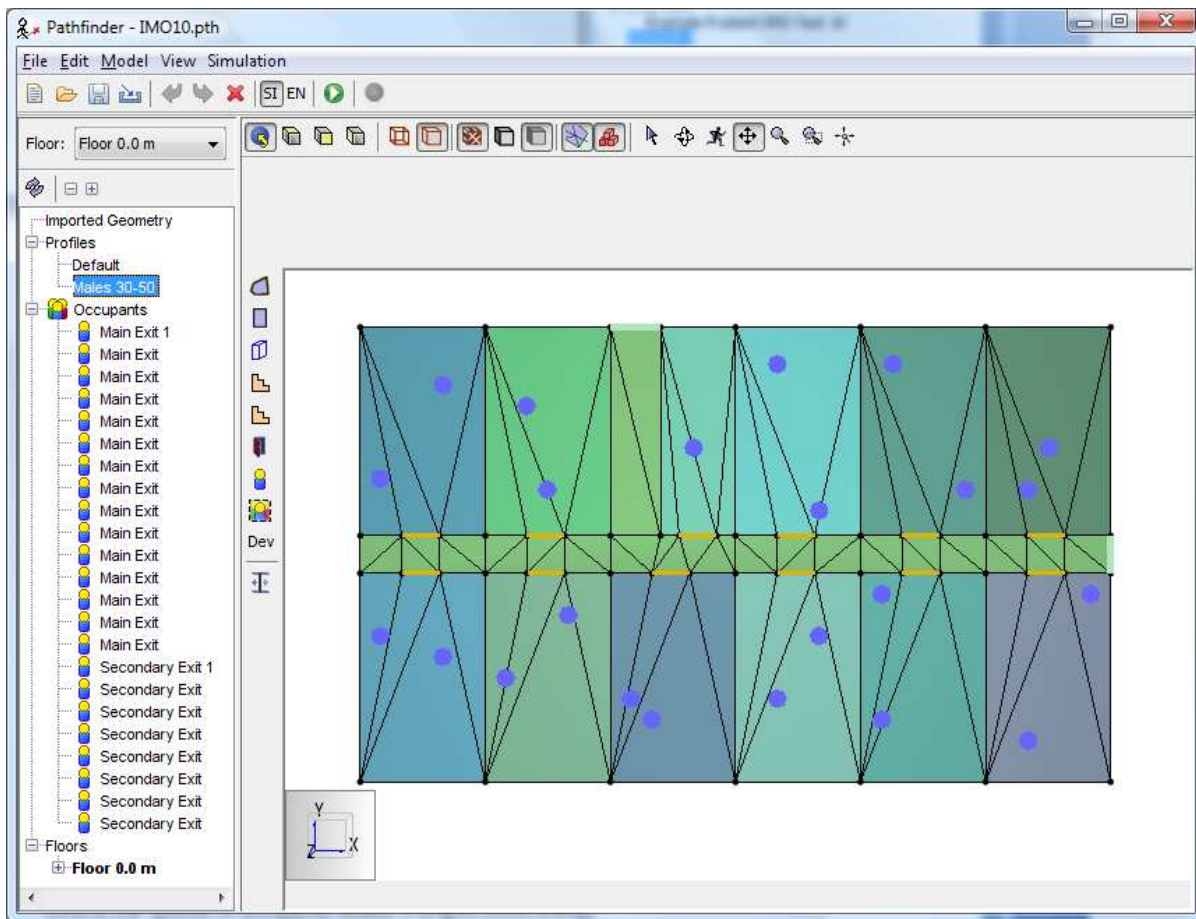 Pathfinder - IMO10.pth
File Edit Model View Simulation
SI EN
Floor: Floor 0.0 m
Imported Geometry
Profiles
Default
Males 30-50
Occupants
Main Exit 1
Main Exit
Main Exit
Main Exit
Main Exit
Main Exit
Main Exit
Main Exit
Main Exit
Main Exit
Main Exit
Main Exit
Main Exit
Main Exit
Main Exit
Secondary Exit 1
Secondary Exit
Secondary Exit
Secondary Exit
Secondary Exit
Secondary Exit
Secondary Exit
Secondary Exit
Floors
Floor 0.0 m
Dev
Y
Z X